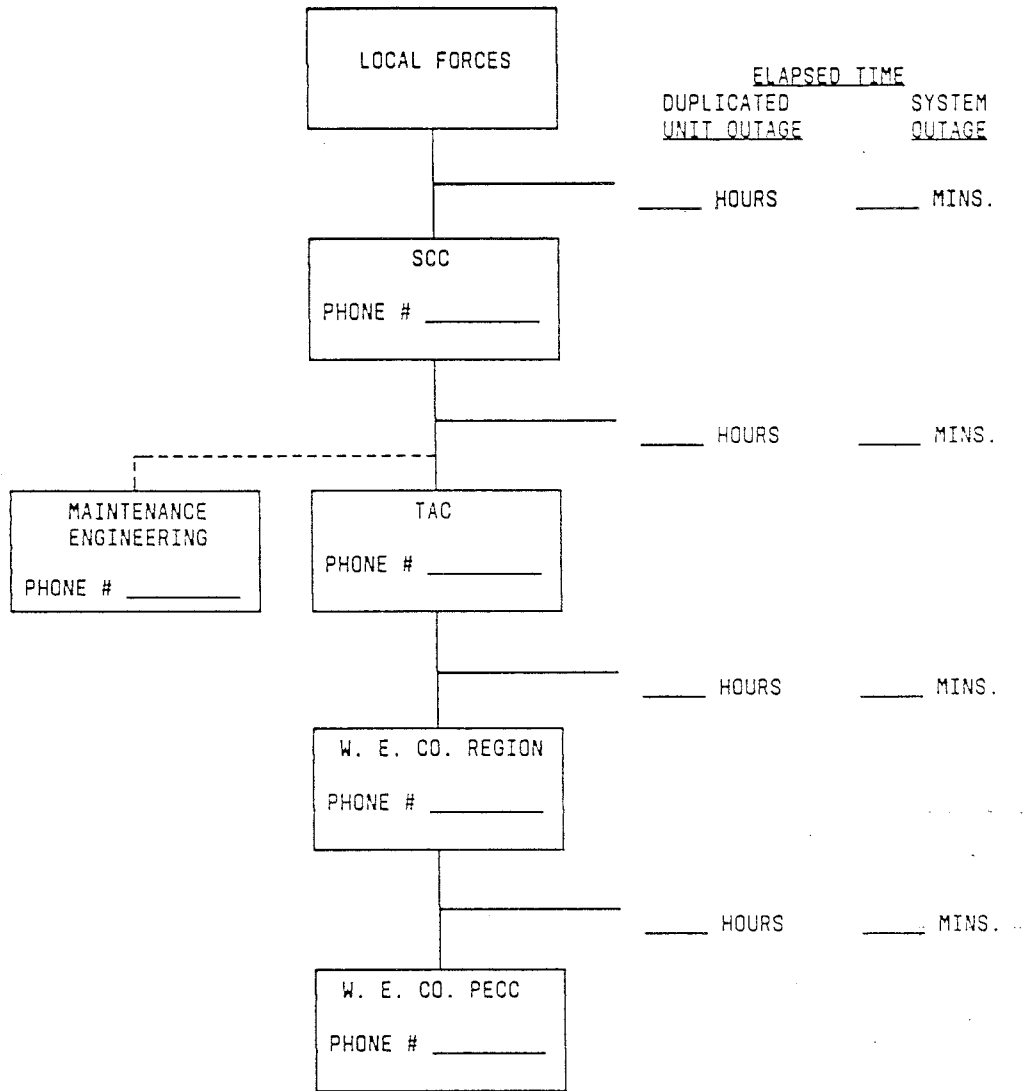 LOCAL FORCES
ELAPSED TIME
DUPLICATED SYSTEM
UNIT OUTAGE OUTAGE
_____ HOURS _____ MINS.
SCC
PHONE # _________
_____ HOURS _____ MINS.
MAINTENANCE
ENGINEERING
PHONE # _________
TAC
PHONE # _________
_____ HOURS _____ MINS.
W. E. CO. REGION
PHONE # _________
_____ HOURS _____ MINS.
W. E. CO. PECC
PHONE # _________